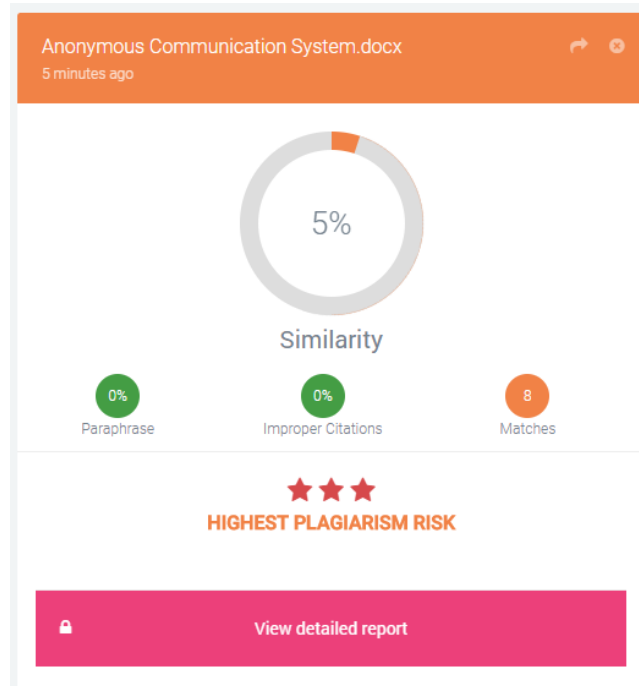 Anonymous Communication System.docx
5 minutes ago
5%
Similarity
0%
0%
8
Paraphrase
Improper Citations
Matches
HIGHEST PLAGIARISM RISK
View detailed report